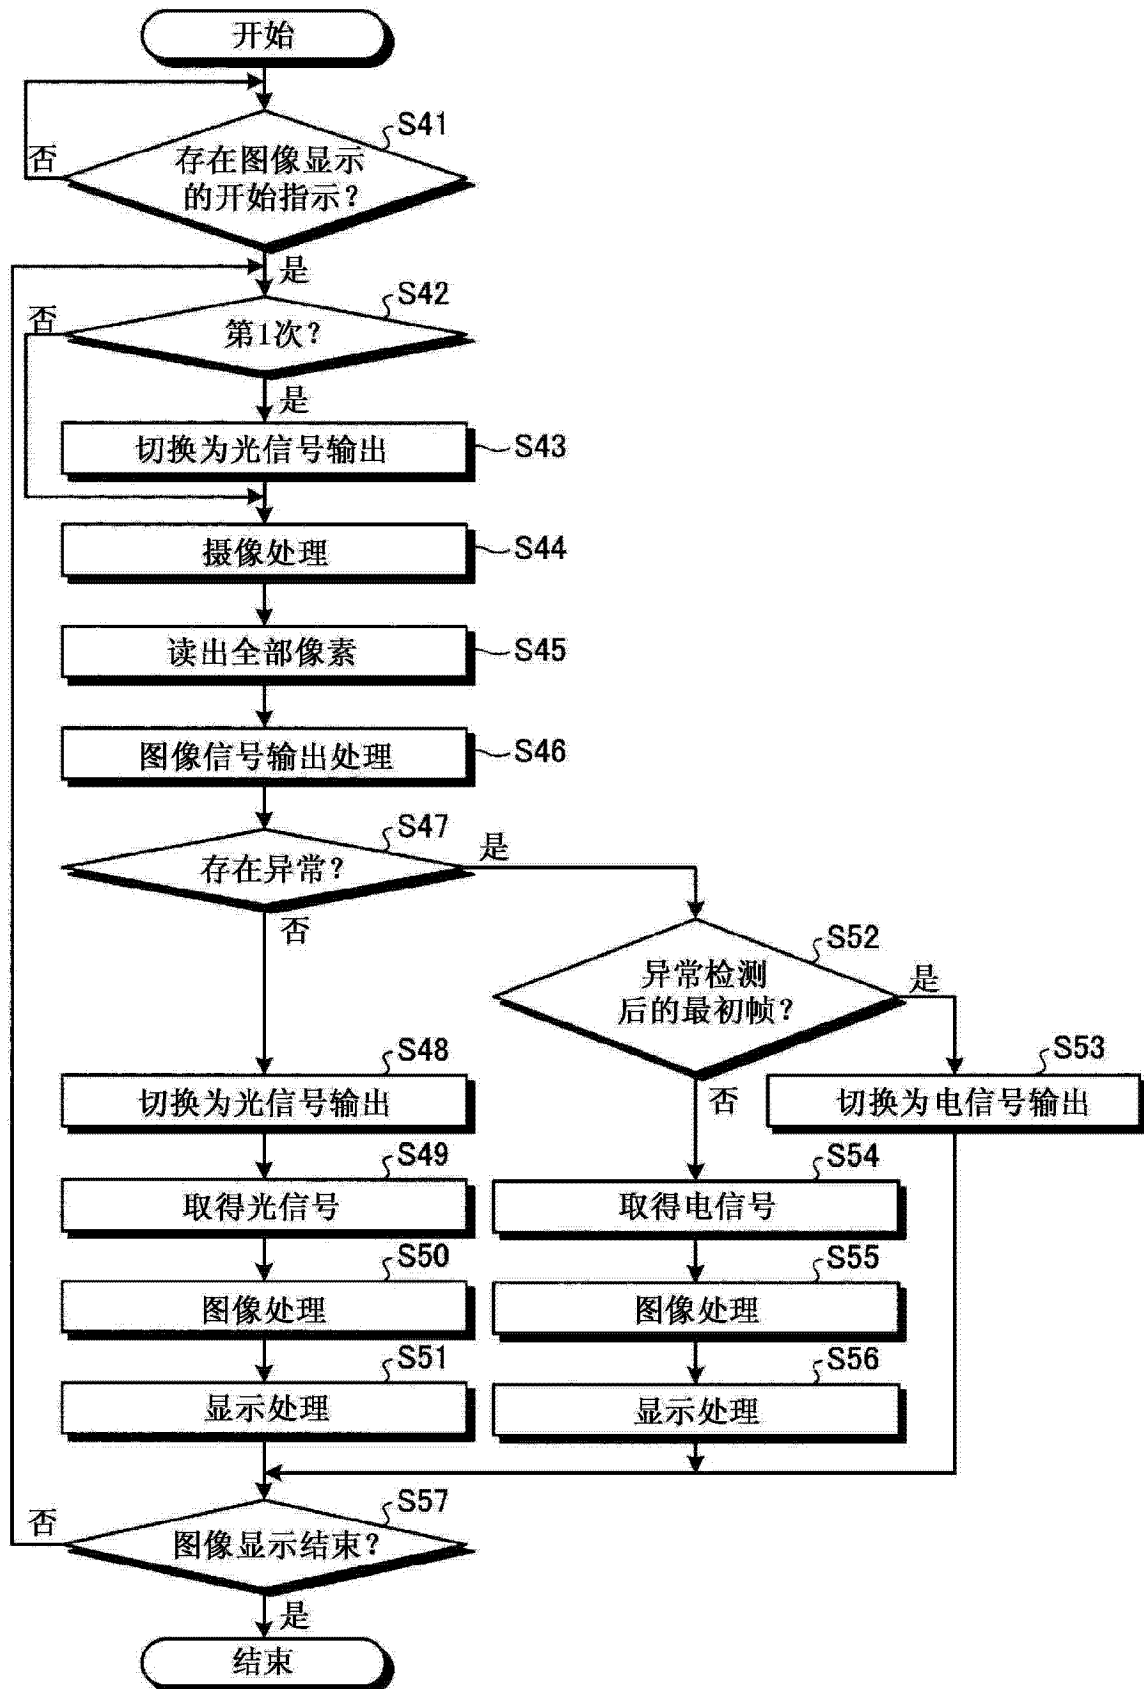 开始
S41
否
存在图像显示
的开始指示?
是
S42
否
第1次?
是
切换为光信号输出
S43
摄像处理
S44
读出全部像素
S45
图像信号输出处理
S46
S47
存在异常?
是
否
S52
异常检测
后的最初帧?
是
否
S48
切换为光信号输出
S53
切换为电信号输出
S49
取得光信号
S54
取得电信号
S50
图像处理
S55
图像处理
S51
显示处理
S56
显示处理
S57
否
图像显示结束?
是
结束